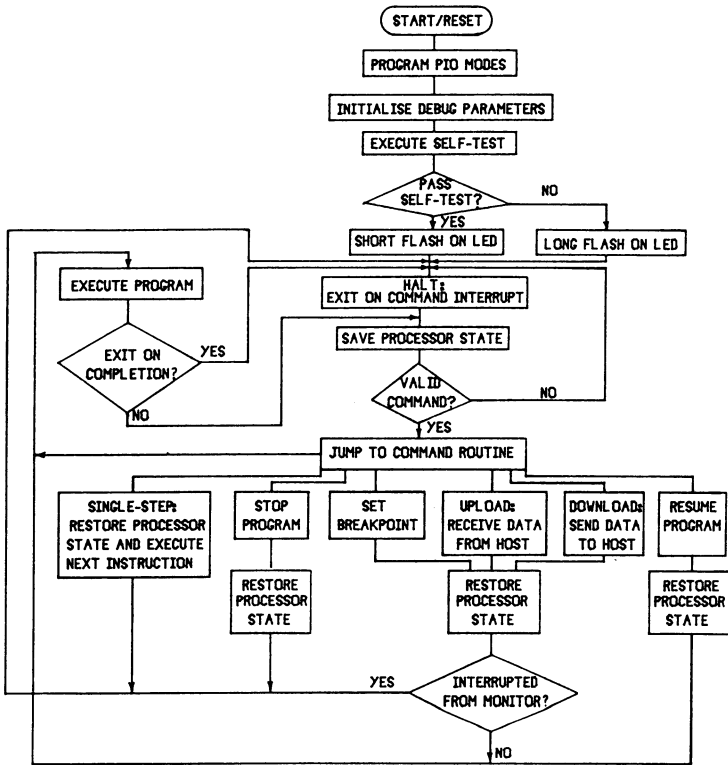 START/RESET
PROGRAM PIO MODES
INITIALISE DEBUG PARAMETERS
EXECUTE SELF-TEST
PASS
SELF-TEST?
NO
YES
SHORT FLASH ON LED
LONG FLASH ON LED
EXECUTE PROGRAM
HALT:
EXIT ON COMMAND INTERRUPT
SAVE PROCESSOR STATE
EXIT ON
COMPLETION?
YES
NO
VALID
COMMAND?
NO
YES
JUMP TO COMMAND ROUTINE
SINGLE-STEP:
RESTORE PROCESSOR
STATE AND EXECUTE
NEXT INSTRUCTION
STOP
PROGRAM
SET
BREAKPOINT
UPLOAD:
RECEIVE DATA
FROM HOST
DOWNLOAD:
SEND DATA
TO HOST
RESUME
PROGRAM
RESTORE
PROCESSOR
STATE
RESTORE
PROCESSOR
STATE
RESTORE
PROCESSOR
STATE
YES
INTERRUPTED
FROM MONITOR?
NO